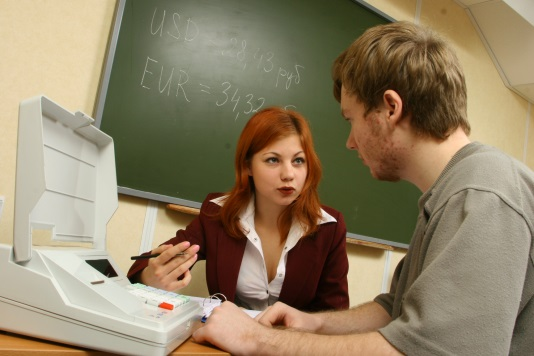 USD = 28,13 руб
EUR = 34,32